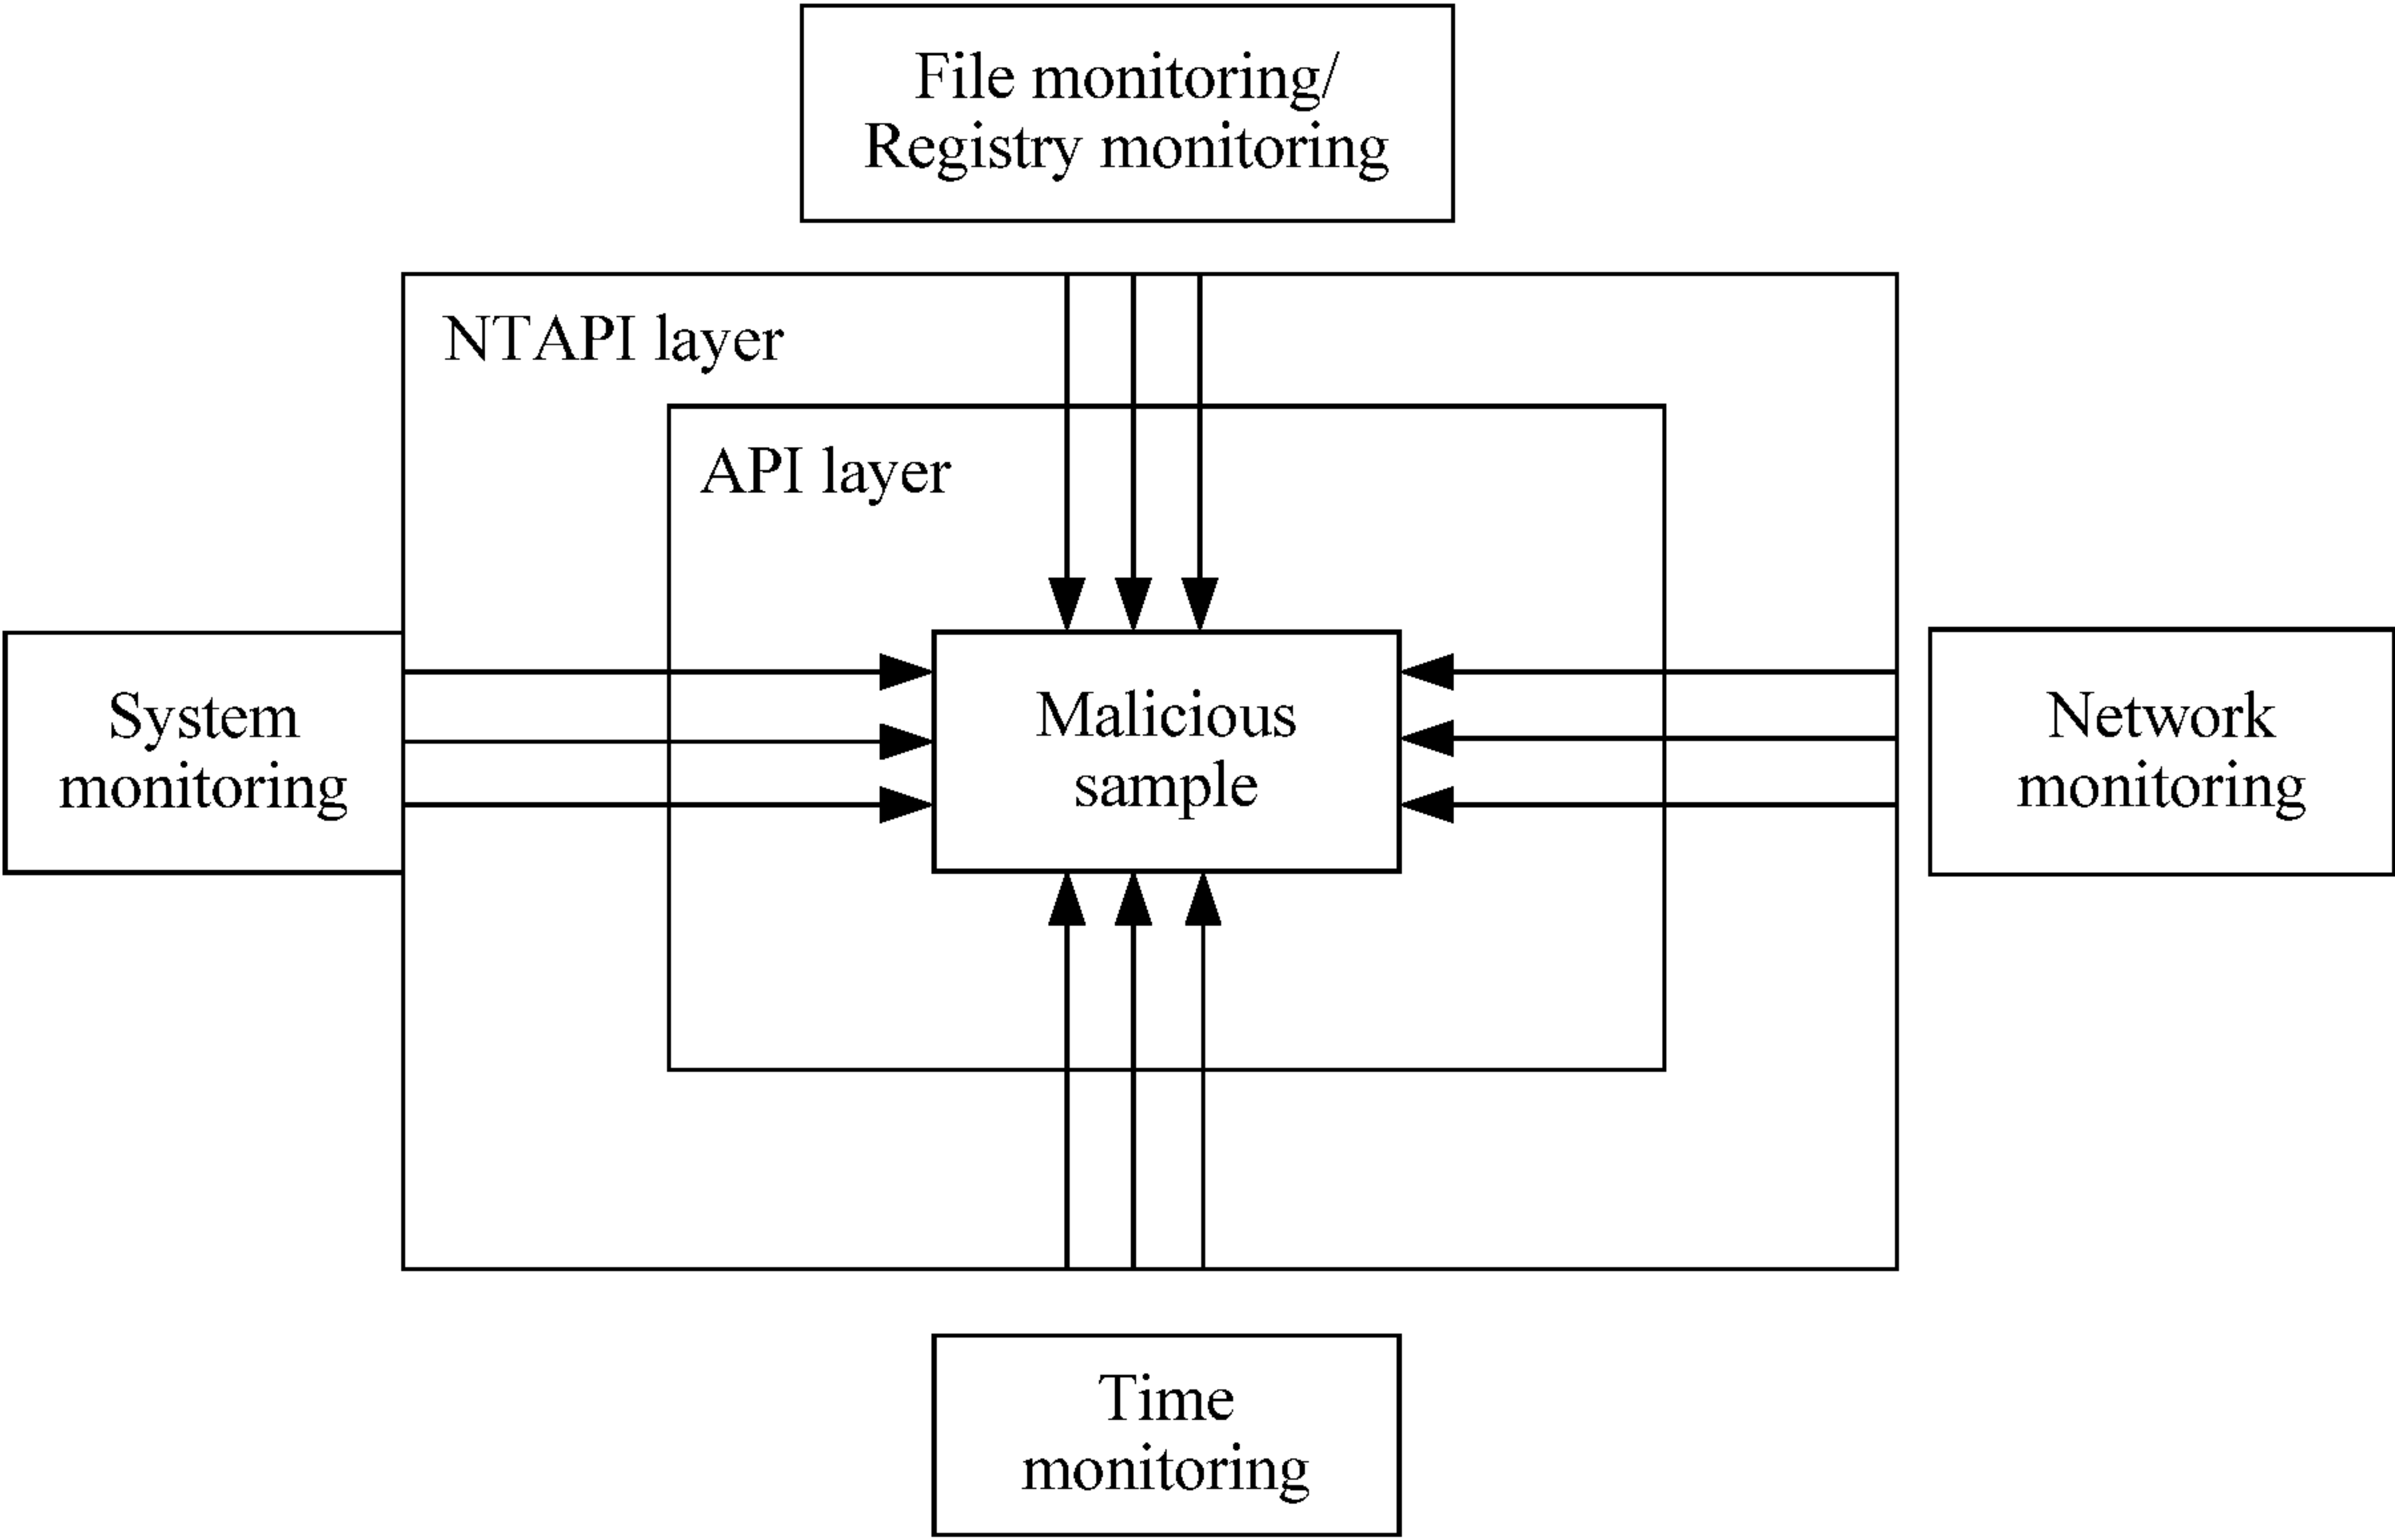 File monitoring/
Registry monitoring
NTAPI layer
API layer
System
monitoring
Malicious
sample
Network
monitoring
Time
monitoring